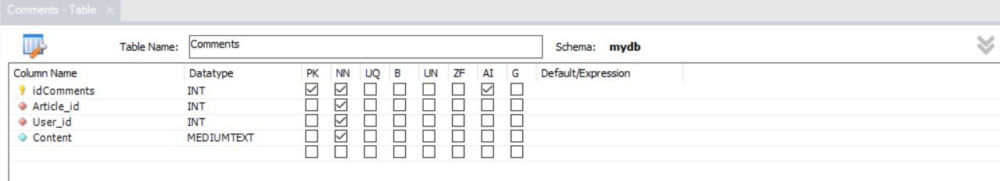 Comments - Table ×
Table Name: Comments Schema: mydb
Column Name Datatype PK NN UQ B UN ZF AI G Default/Expression
idComments INT
Article_id INT
User_id INT
Content MEDIUMTEXT